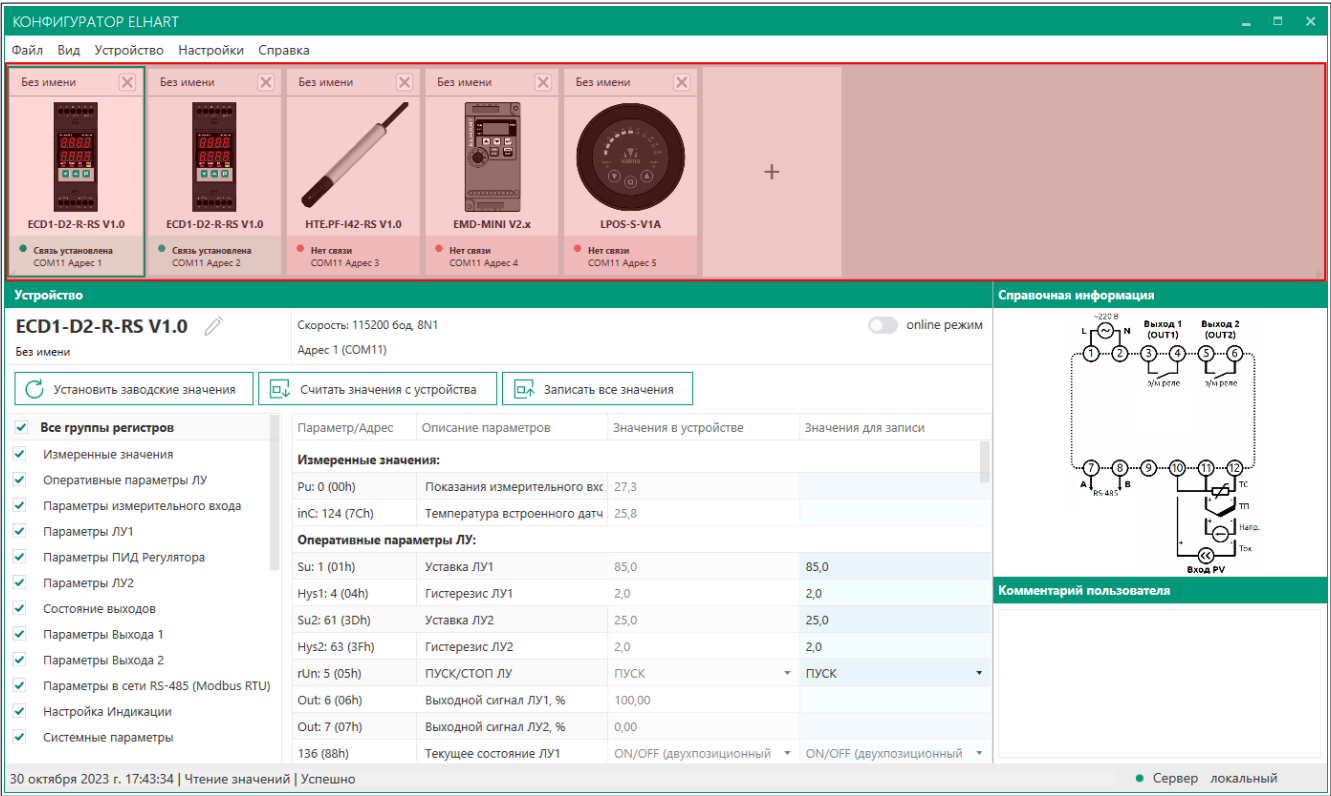 КОНФИГУРАТОР ELHART
Файл Вид Устройство Настройки Справка
Без имени Без имени Без имени Без имени Без имени
ELHART
valma
+
ECD1-D2-R-RS V1.0 ECD1-D2-R-RS V1.0 HTE.PF-I42-RS V1.0 EMD-MINI V2.x LPOS-S-V1A
Связь установлена Связь установлена Нет связи Нет связи Нет связи
COM11 Адрес 1 COM11 Адрес 2 COM11 Адрес 3 COM11 Адрес 4 COM11 Адрес 5
Устройство
ECD1-D2-R-RS V1.0
Без имени
Скорость: 115200 бод, 8N1
Адрес 1 (COM11)
online режим
Установить заводские значения Считать значения с устройства Записать все значения
Все группы регистров
Измеренные значения
Оперативные параметры ЛУ
Параметры измерительного входа
Параметры ЛУ1
Параметры ПИД Регулятора
Параметры ЛУ2
Состояние выходов
Параметры Выхода 1
Параметры Выхода 2
Параметры в сети RS-485 (Modbus RTU)
Настройка Индикации
Системные параметры
Параметр/Адрес Описание параметров Значения в устройстве Значения для записи
Измеренные значения:
Pu: 0 (00h) Показания измерительного вхо 27,3
inC: 124 (7Ch) Температура встроенного датч 25,8
Оперативные параметры ЛУ:
Su: 1 (01h) Уставка ЛУ1 85,0 85,0
Hys1: 4 (04h) Гистерезис ЛУ1 2,0 2,0
Su2: 61 (3Dh) Уставка ЛУ2 25,0 25,0
Hys2: 63 (3Fh) Гистерезис ЛУ2 2,0 2,0
rUn: 5 (05h) ПУСК/СТОП ЛУ ПУСК ПУСК
Out: 6 (06h) Выходной сигнал ЛУ1, % 100,00
Out: 7 (07h) Выходной сигнал ЛУ2, % 0,00
136 (88h) Текущее состояние ЛУ1 ON/OFF (двухпозиционный ON/OFF (двухпозиционный
Справочная информация
~220 В
L N Выход 1 Выход 2
(OUT1) (OUT2)
1 2 3 4 5 6
э/м реле э/м реле
7 8 9 10 11 12
A B
RS-485
ТС
ТП
Напр.
Ток
Вход PV
Комментарий пользователя
30 октября 2023 г. 17:43:34 | Чтение значений | Успешно
Сервер локальный